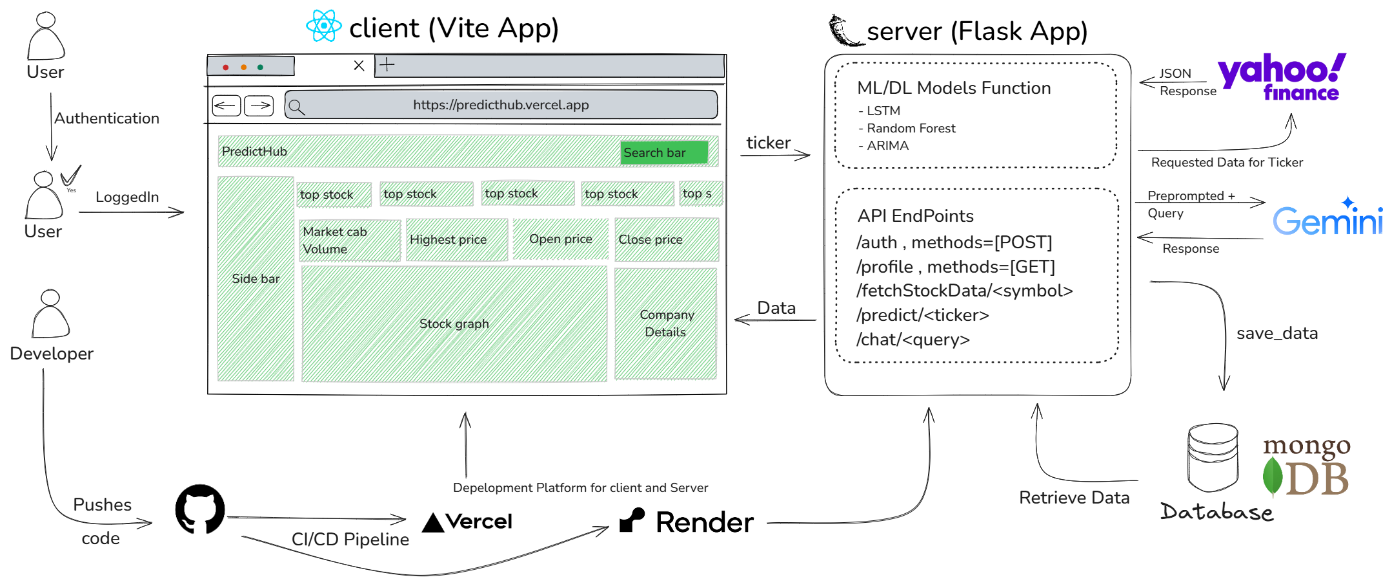 client (Vite App)
server (Flask App)
User
Authentication
Yes
User
LoggedIn
Developer
Pushes
code
https://predicthub.vercel.app
PredictHub
Search bar
Side bar
top stock
top stock
top stock
top stock
top s
Market cab
Volume
Highest price
Open price
Close price
Stock graph
Company
Details
ticker
Data
ML/DL Models Function
- LSTM
- Random Forest
- ARIMA
API EndPoints
/auth , methods=[POST]
/profile , methods=[GET]
/fetchStockData/<symbol>
/predict/<ticker>
/chat/<query>
JSON
Response
yahoo!
finance
Requested Data for Ticker
Preprompted +
Query
Gemini
Response
save_data
mongo
DB
Database
Retrieve Data
Depelopment Platform for client and Server
Vercel
Render
CI/CD Pipeline